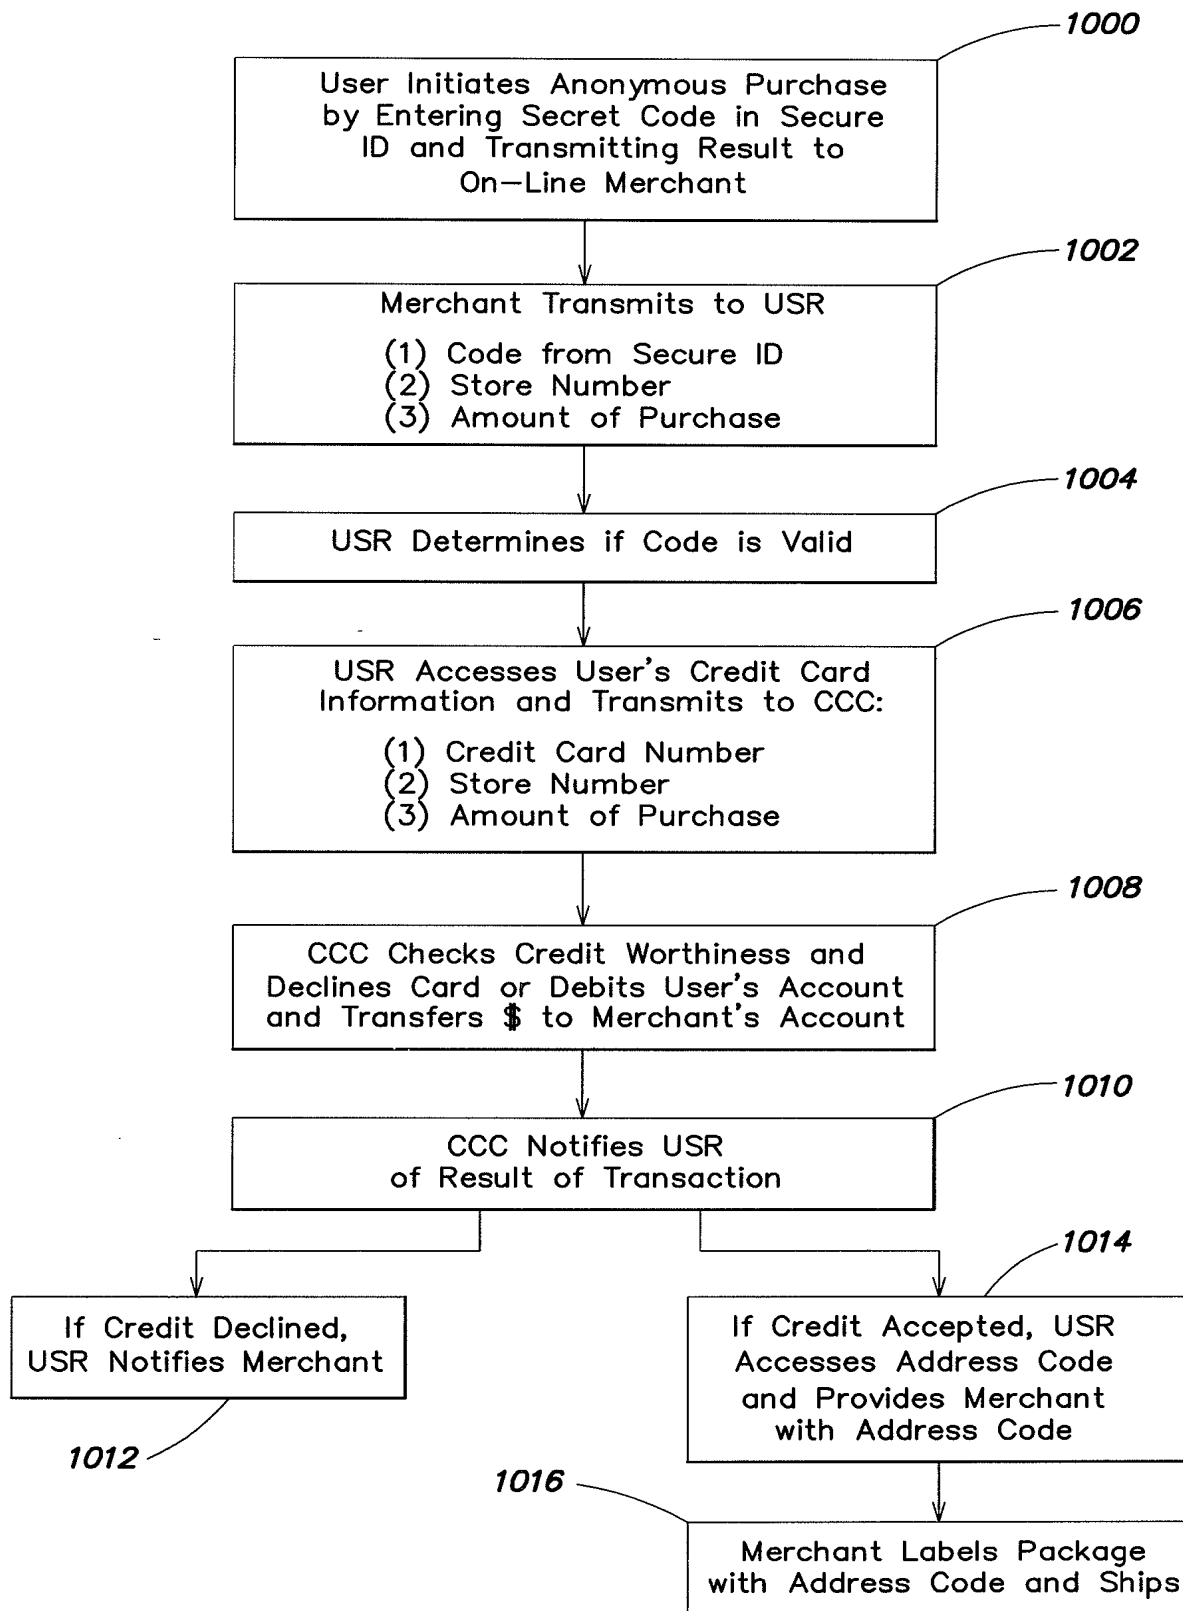 1000
User Initiates Anonymous Purchase
by Entering Secret Code in Secure
ID and Transmitting Result to
On-Line Merchant
1002
Merchant Transmits to USR
(1) Code from Secure ID
(2) Store Number
(3) Amount of Purchase
1004
USR Determines if Code is Valid
1006
USR Accesses User's Credit Card
Information and Transmits to CCC:
(1) Credit Card Number
(2) Store Number
(3) Amount of Purchase
1008
CCC Checks Credit Worthiness and
Declines Card or Debits User's Account
and Transfers $ to Merchant's Account
1010
CCC Notifies USR
of Result of Transaction
If Credit Declined,
USR Notifies Merchant
1012
1014
If Credit Accepted, USR
Accesses Address Code
and Provides Merchant
with Address Code
1016
Merchant Labels Package
with Address Code and Ships